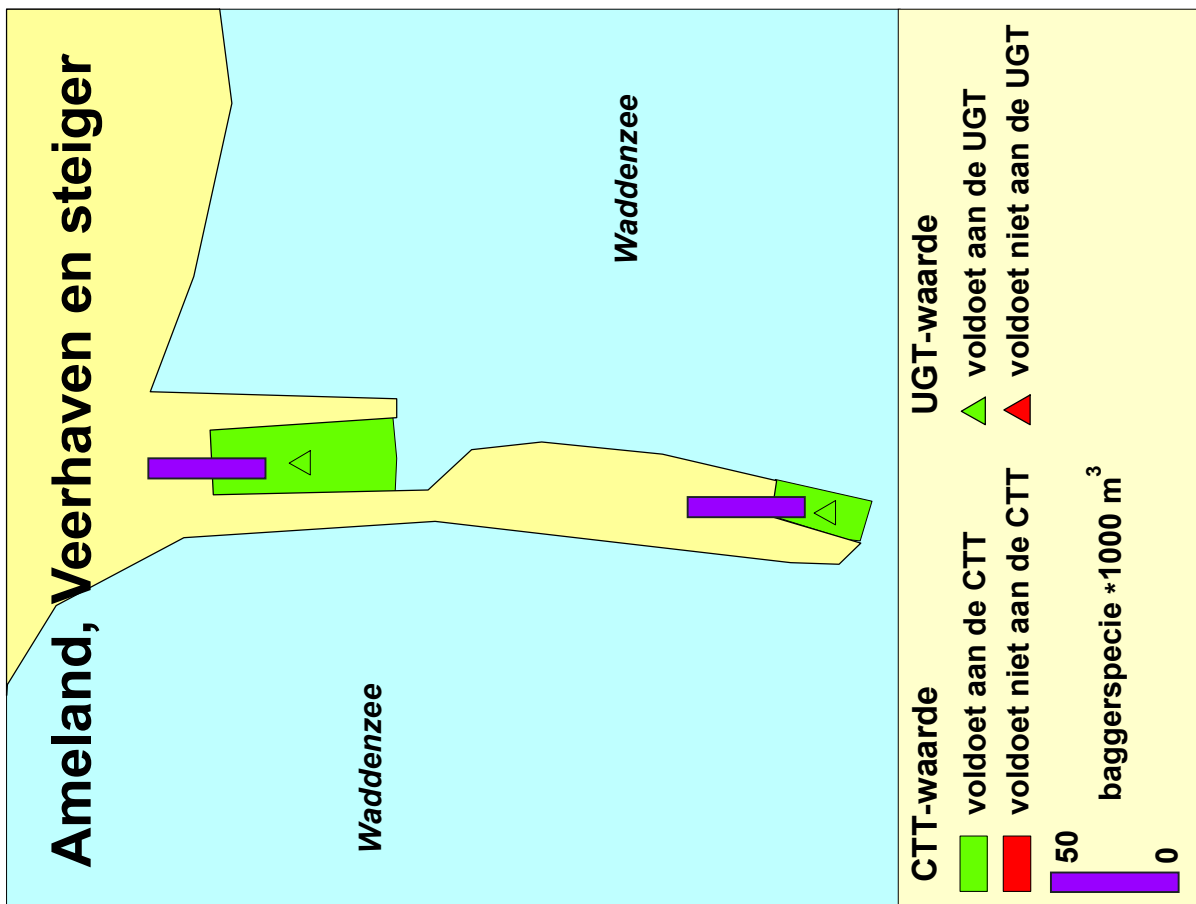 Ameland, Veerhaven en steiger
Waddenzee
Waddenzee
CTT-waarde
voldoet aan de CTT
voldoet niet aan de CTT
50
0
baggerspecie *1000 m³
UGT-waarde
voldoet aan de UGT
voldoet niet aan de UGT